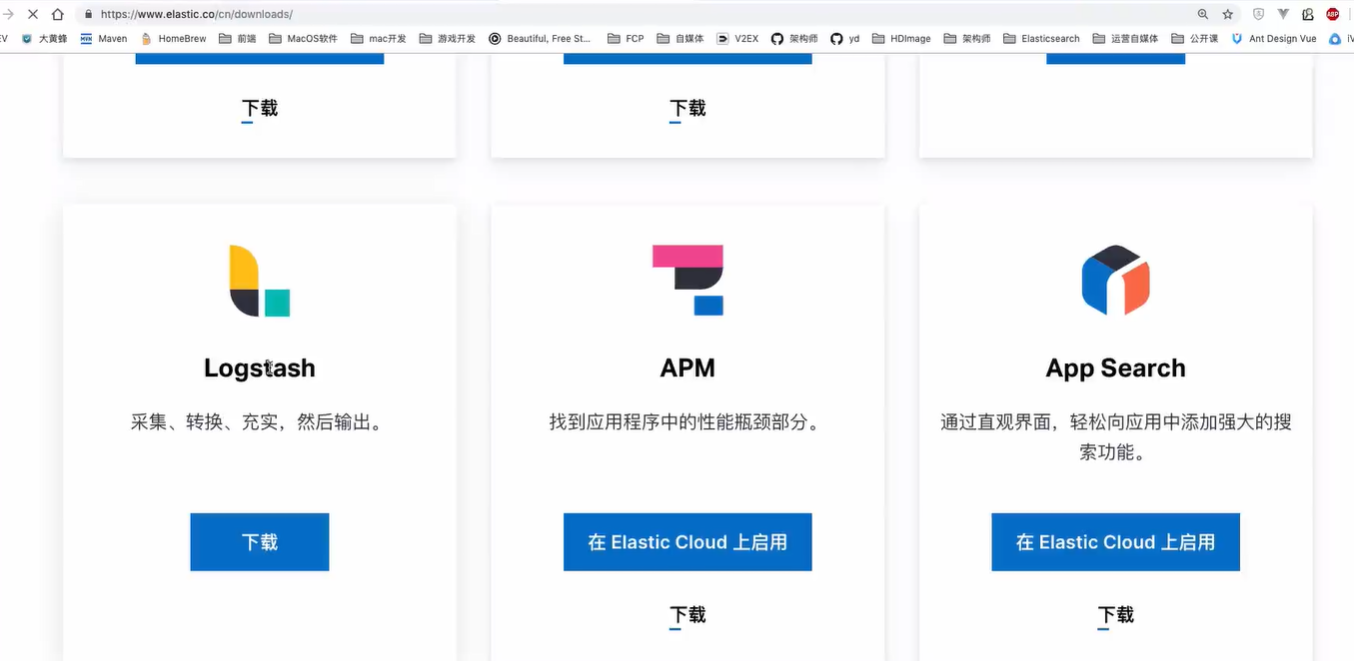 https://www.elastic.co/cn/downloads/
EV 大黄蜂 Maven HomeBrew 前端 MacOS软件 mac开发 游戏开发 Beautiful, Free St... FCP 自媒体 V2EX 架构师 yd HDImage 架构师 Elasticsearch 运营自媒体 公开课 Ant Design Vue
下载 下载
Logstash APM App Search
采集、转换、充实，然后输出。 找到应用程序中的性能瓶颈部分。 通过直观界面，轻松向应用中添加强大的搜
索功能。
下载 在 Elastic Cloud 上启用 在 Elastic Cloud 上启用
下载 下载